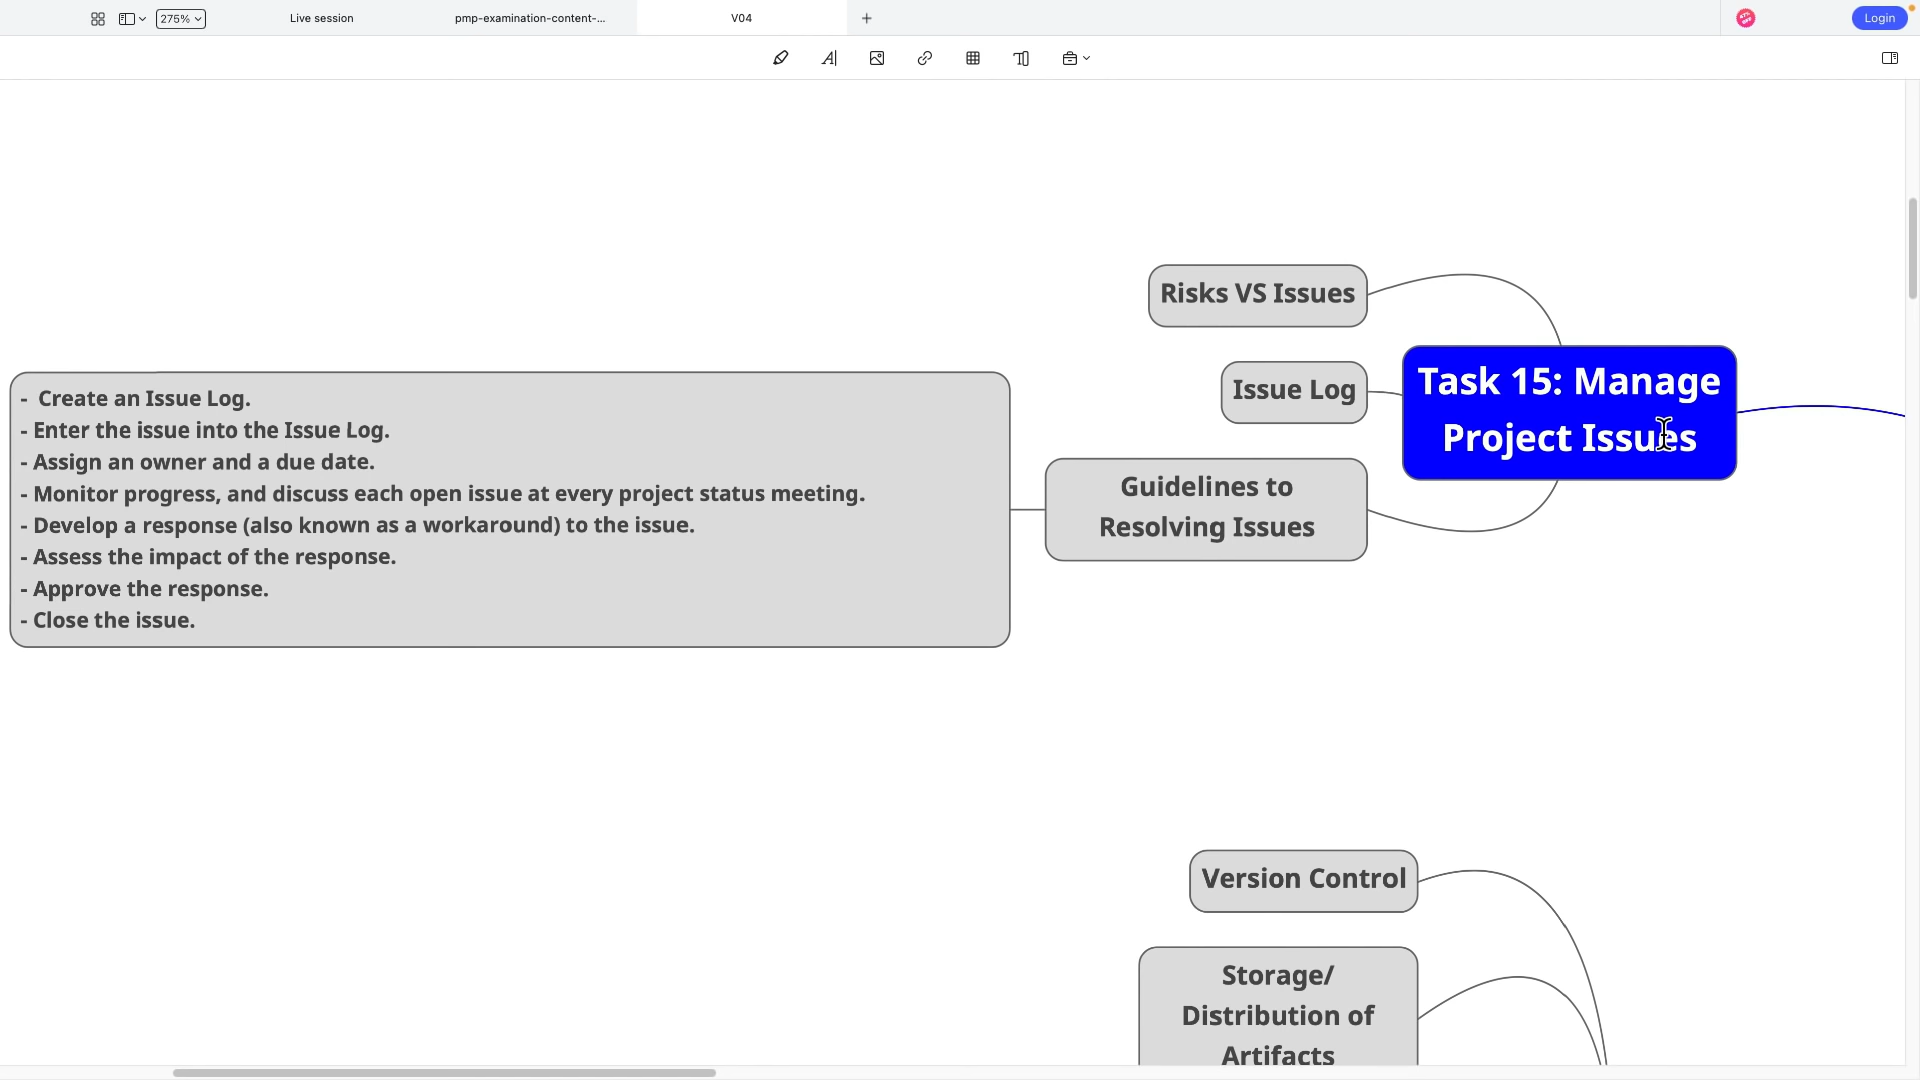 275%
Live session
pmp-examination-content-...
V04
Login
Risks VS Issues
Issue Log
Task 15: Manage
Project Issues
Guidelines to
Resolving Issues
- Create an Issue Log.
- Enter the issue into the Issue Log.
- Assign an owner and a due date.
- Monitor progress, and discuss each open issue at every project status meeting.
- Develop a response (also known as a workaround) to the issue.
- Assess the impact of the response.
- Approve the response.
- Close the issue.
Version Control
Storage/
Distribution of
Artifacts